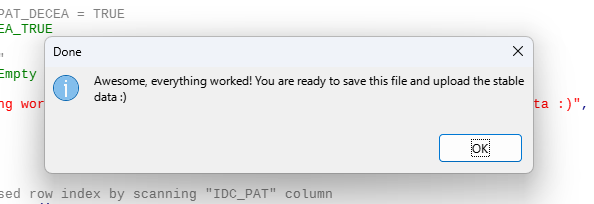 PAT_DECEA = TRUE
EA_TRUE
"
Done
Empty
Awesome, everything worked! You are ready to save this file and upload the stable
data :)
ng wor
ta :)",
OK
sed row index by scanning "IDC_PAT" column